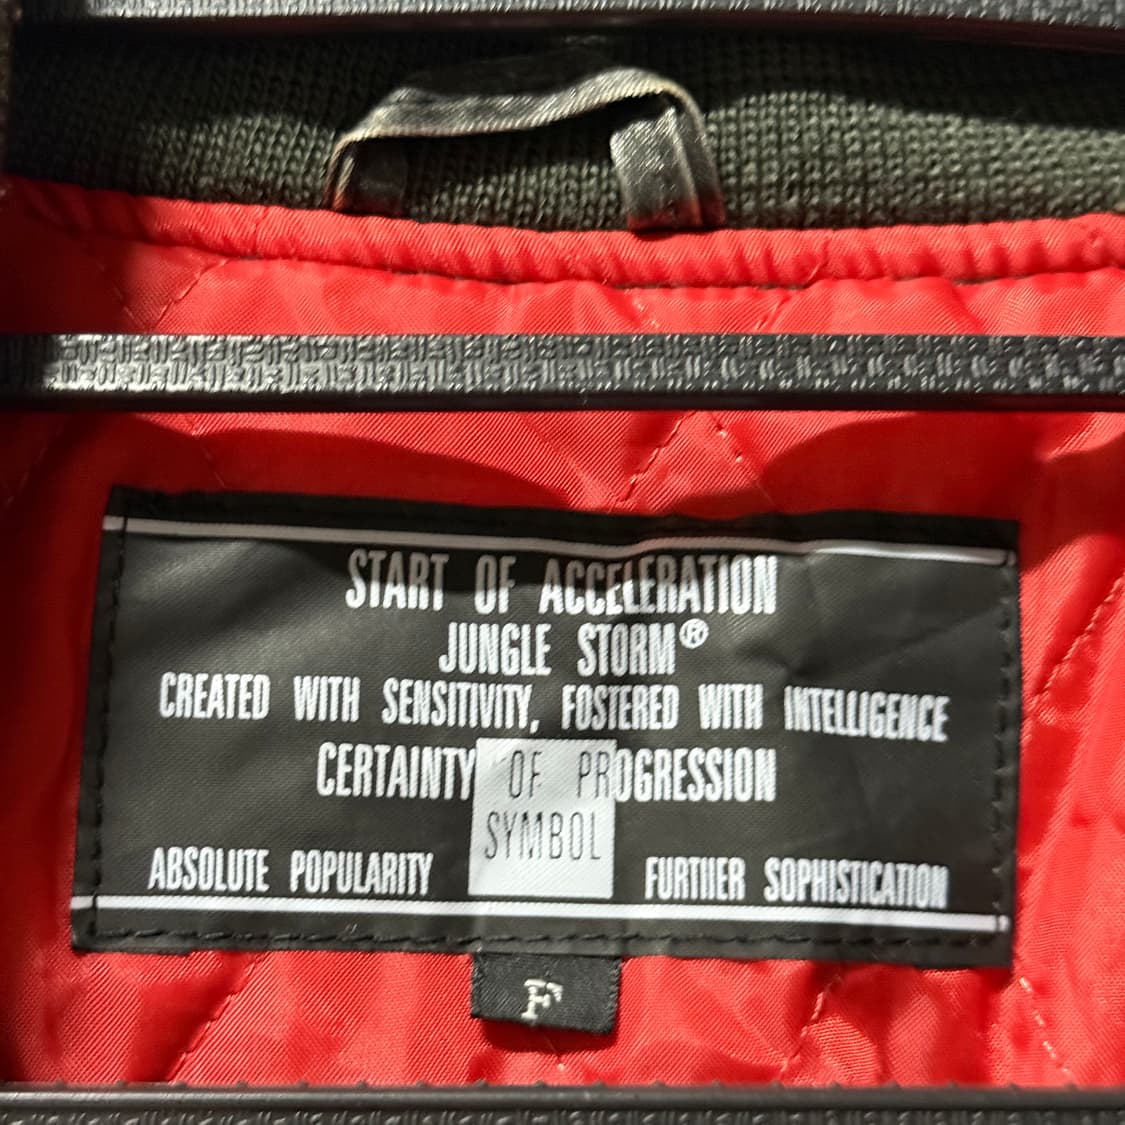 START OF ACCELERATION
JUNGLE STORM®
CREATED WITH SENSITIVITY, FOSTERED WITH INTELLIGENCE
CERTAINTY OF PROGRESSION
SYMBOL
ABSOLUTE POPULARITY FURTHER SOPHISTICATION
F